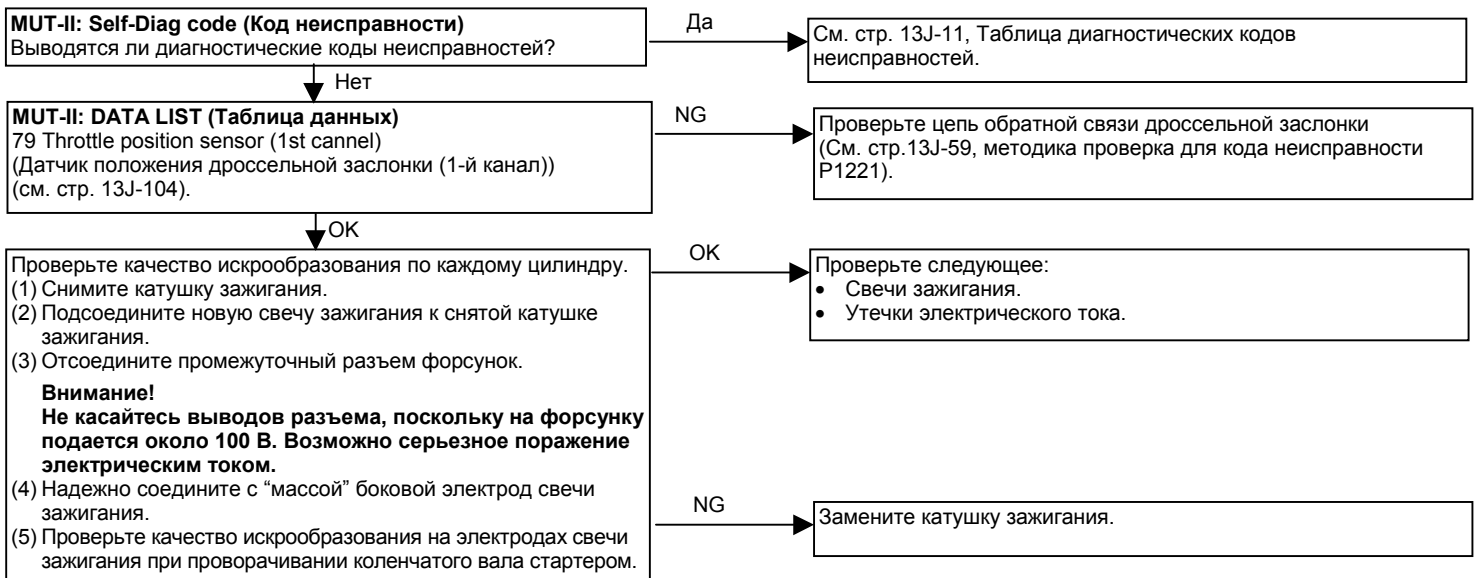 MUT-II: Self-Diag code (Код неисправности)
Выводятся ли диагностические коды неисправностей?
Да
См. стр. 13J-11, Таблица диагностических кодов
неисправностей.
Нет
MUT-II: DATA LIST (Таблица данных)
79 Throttle position sensor (1st cannel)
(Датчик положения дроссельной заслонки (1-й канал))
(см. стр. 13J-104).
NG
Проверьте цепь обратной связи дроссельной заслонки
(См. стр.13J-59, методика проверка для кода неисправности
P1221).
OK
Проверьте качество искрообразования по каждому цилиндру.
(1) Снимите катушку зажигания.
(2) Подсоедините новую свечу зажигания к снятой катушке
зажигания.
(3) Отсоедините промежуточный разъем форсунок.
Внимание!
Не касайтесь выводов разъема, поскольку на форсунку
подается около 100 В. Возможно серьезное поражение
электрическим током.
(4) Надежно соедините с “массой” боковой электрод свечи
зажигания.
(5) Проверьте качество искрообразования на электродах свечи
зажигания при проворачивании коленчатого вала стартером.
OK
Проверьте следующее:
• Свечи зажигания.
• Утечки электрического тока.
NG
Замените катушку зажигания.